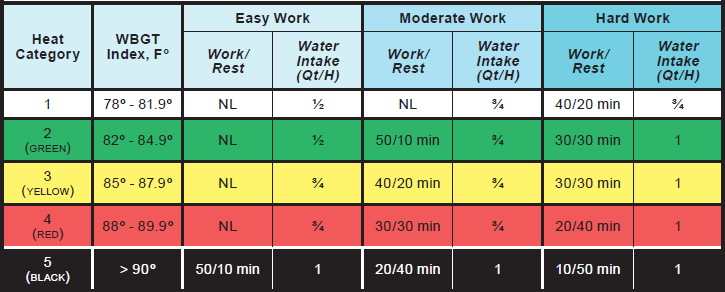 Heat Category WBGT Index, Fº Easy Work Moderate Work Hard Work
Work/ Rest Water Intake (Qt/H) Work/ Rest Water Intake (Qt/H) Work/ Rest Water Intake (Qt/H)
1 78º - 81.9º NL ½ NL ¾ 40/20 min ¾
2 (GREEN) 82º - 84.9º NL ½ 50/10 min ¾ 30/30 min 1
3 (YELLOW) 85º - 87.9º NL ¾ 40/20 min ¾ 30/30 min 1
4 (RED) 88º - 89.9º NL ¾ 30/30 min ¾ 20/40 min 1
5 (BLACK) > 90º 50/10 min 1 20/40 min 1 10/50 min 1